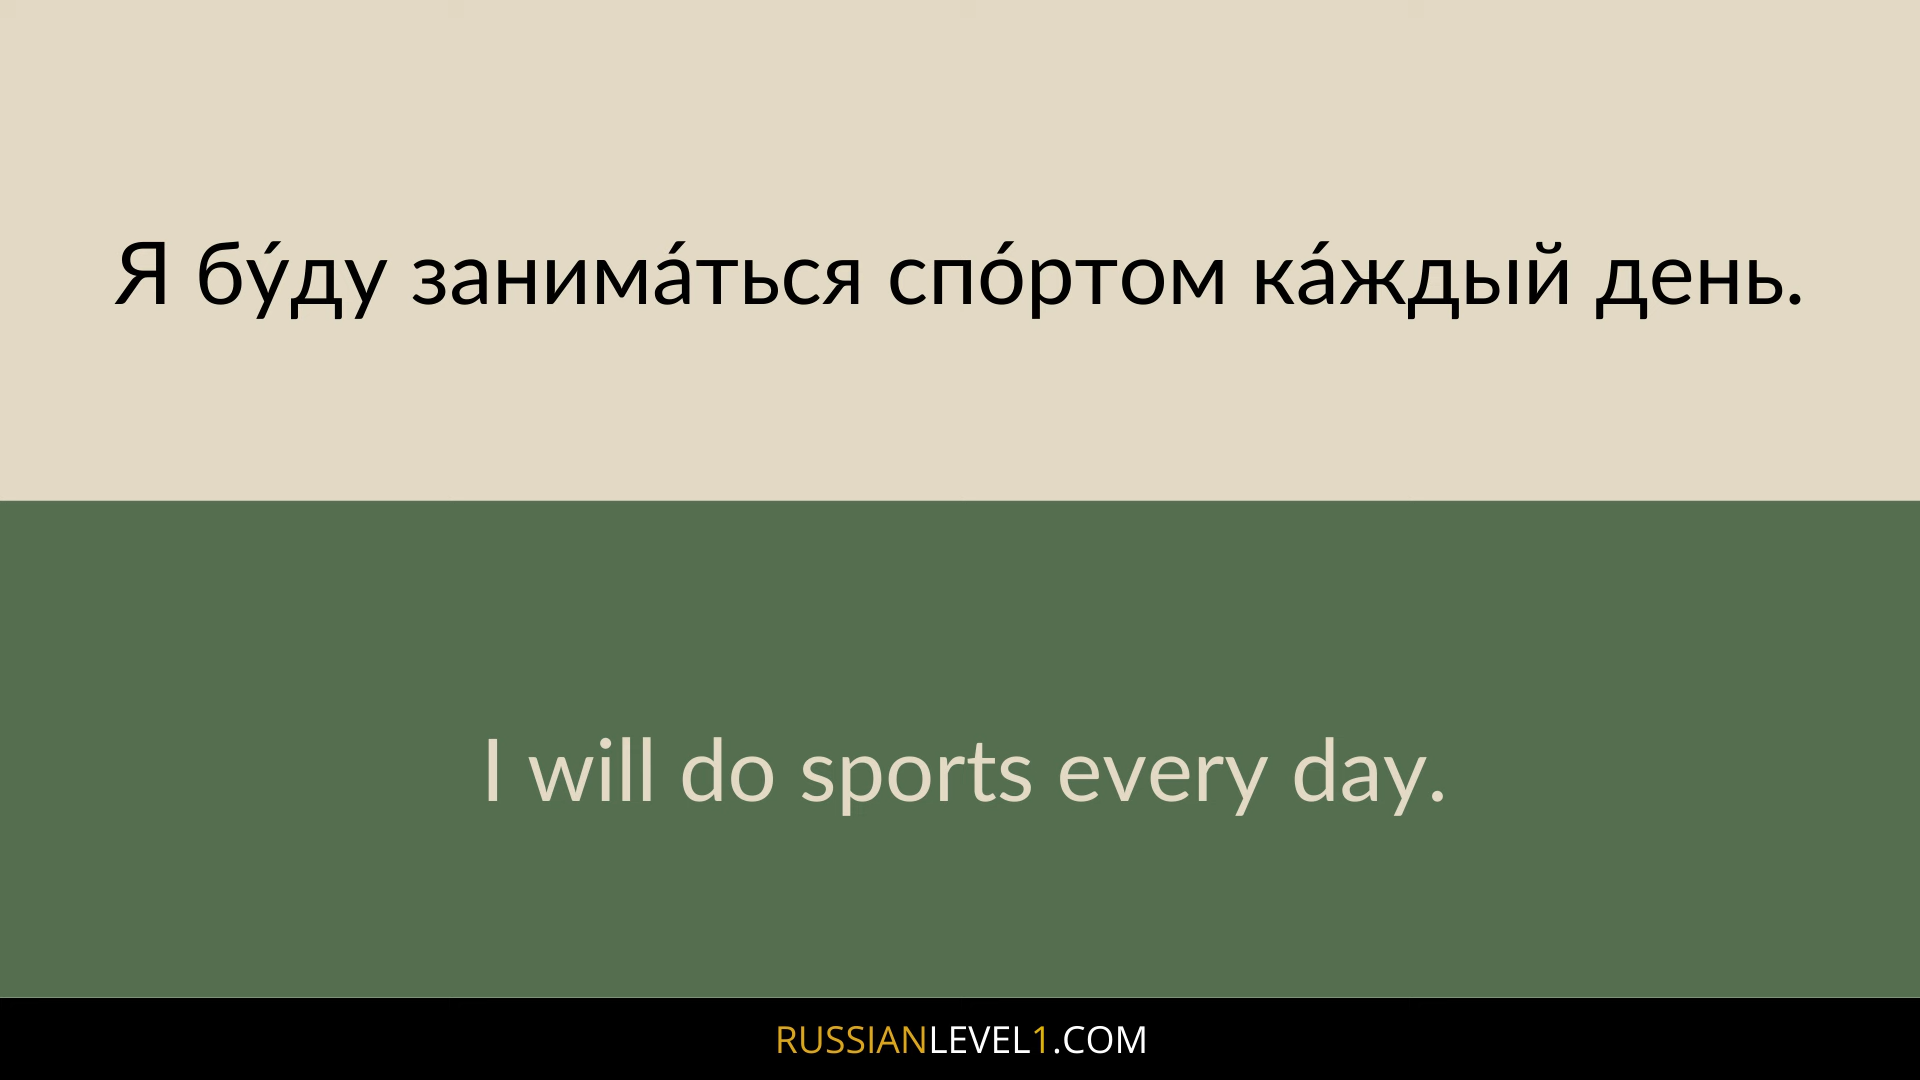 Я бу́ду занима́ться спо́ртом ка́ждый день.
I will do sports every day.
RUSSIANLEVEL1.COM